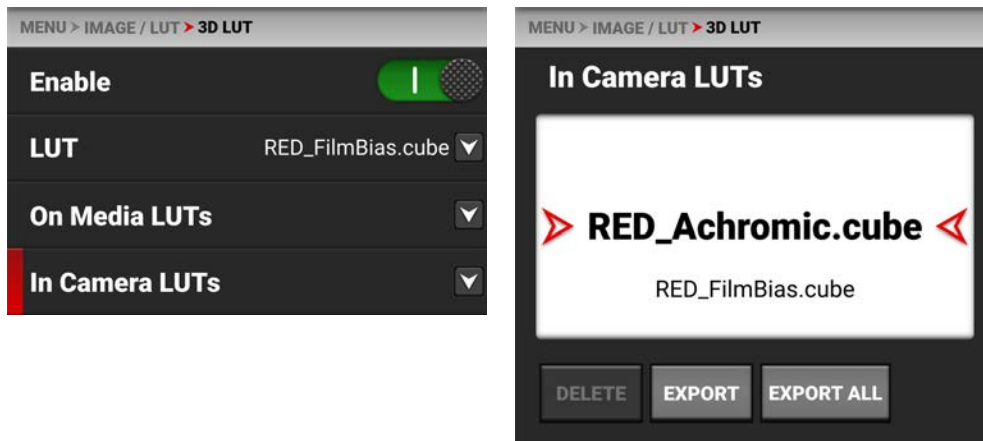 MENU > IMAGE / LUT > 3D LUT
Enable
LUT RED_FilmBias.cube
On Media LUTs
In Camera LUTs
MENU > IMAGE / LUT > 3D LUT
In Camera LUTs
RED_Achromic.cube
RED_FilmBias.cube
DELETE EXPORT EXPORT ALL